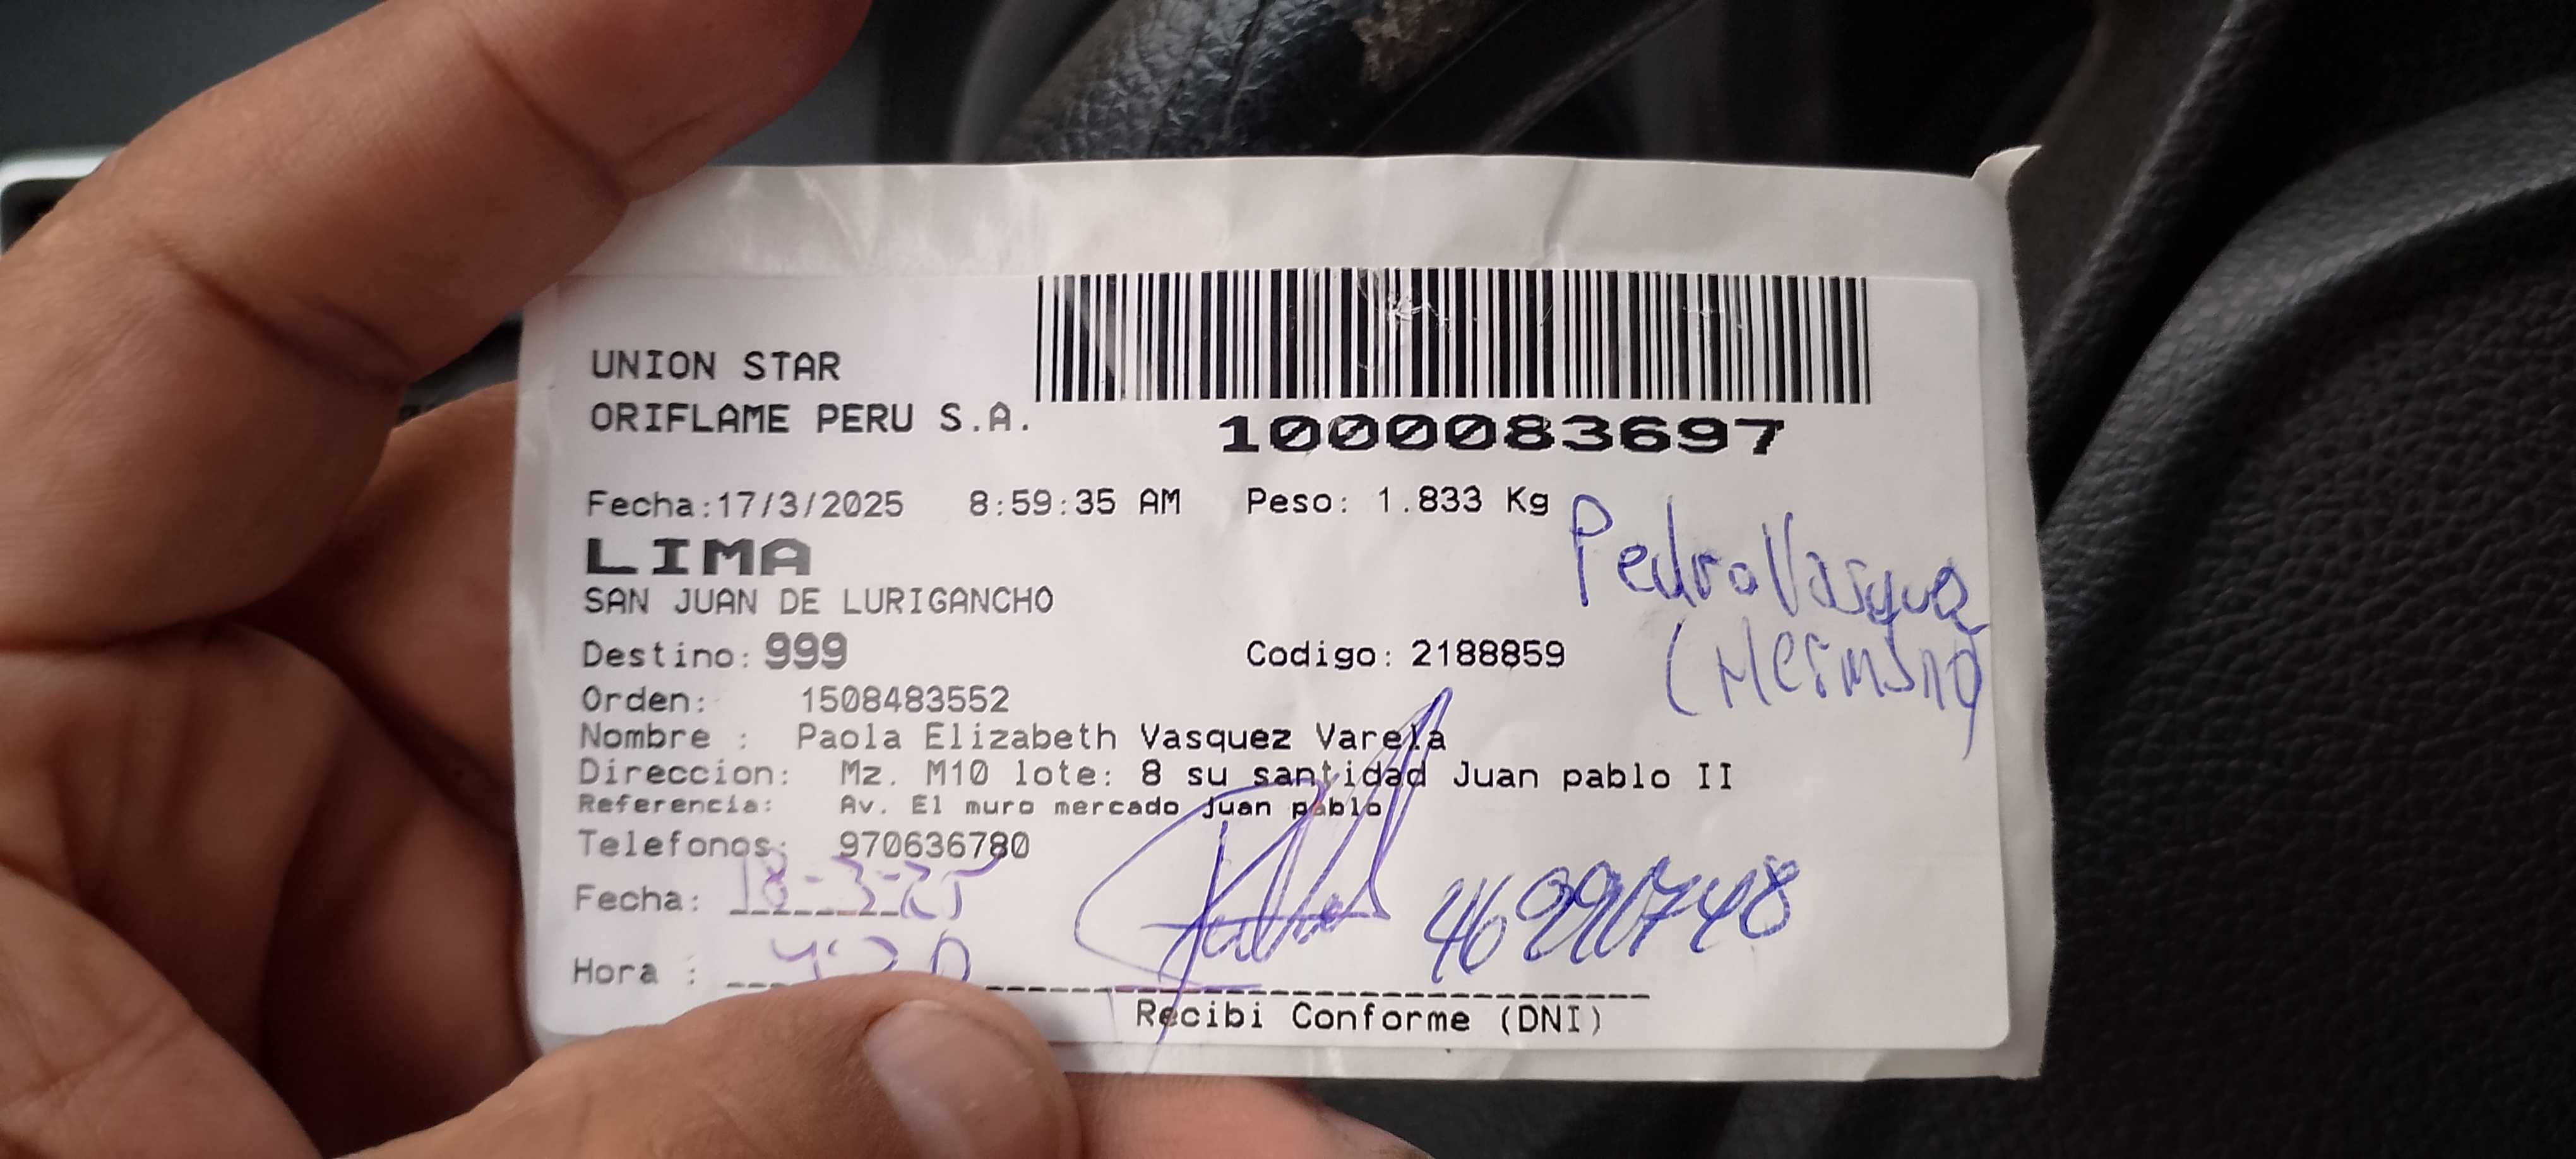 UNION STAR
ORIFLAME PERU S.A.
1000083697
Fecha:17/3/2025 8:59:35 AM Peso: 1.833 Kg
Pedro Vasquez
LIMA
SAN JUAN DE LURIGANCHO
(Hermano)
Destino: 999 Codigo: 2188859
Orden: 1508483552
Nombre : Paola Elizabeth Vasquez Varela
Direccion: Mz. M10 lote: 8 su santidad Juan pablo II
Referencia: Av. El muro mercado juan pablo
Telefonos: 970636780
Fecha: 18-3-25
Hora :
Recibi Conforme (DNI)